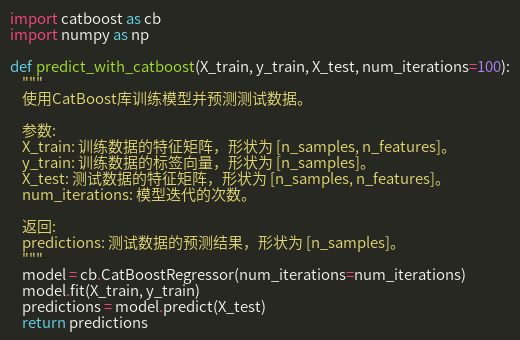 import catboost as cb
import numpy as np
def predict_with_catboost(X_train, y_train, X_test, num_iterations=100):
"""
使用CatBoost库训练模型并预测测试数据。
参数:
X_train: 训练数据的特征矩阵，形状为 [n_samples, n_features]。
y_train: 训练数据的标签向量，形状为 [n_samples]。
X_test: 测试数据的特征矩阵，形状为 [n_samples, n_features]。
num_iterations: 模型迭代的次数。
返回:
predictions: 测试数据的预测结果，形状为 [n_samples]。
"""
model = cb.CatBoostRegressor(num_iterations=num_iterations)
model.fit(X_train, y_train)
predictions = model.predict(X_test)
return predictions